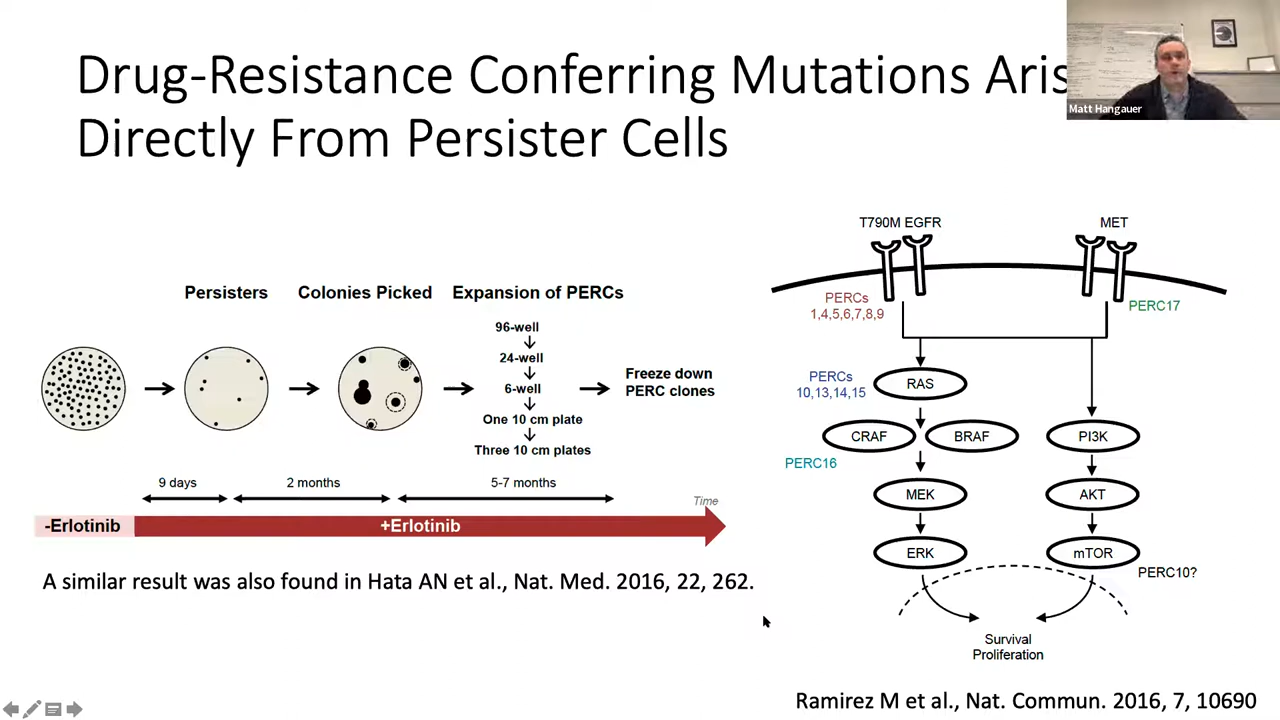 Drug-Resistance Conferring Mutations Aris
Directly From Persister Cells
Matt Hangauer
Persisters
Colonies Picked
Expansion of PERCs
96-well
24-well
6-well
One 10 cm plate
Three 10 cm plates
Freeze down
PERC clones
9 days
2 months
5-7 months
Time
-Erlotinib
+Erlotinib
A similar result was also found in Hata AN et al., Nat. Med. 2016, 22, 262.
T790M EGFR
MET
PERCs
1,4,5,6,7,8,9
PERC17
PERCs
10,13,14,15
RAS
CRAF
BRAF
PI3K
PERC16
MEK
AKT
ERK
mTOR
PERC10?
Survival
Proliferation
Ramirez M et al., Nat. Commun. 2016, 7, 10690